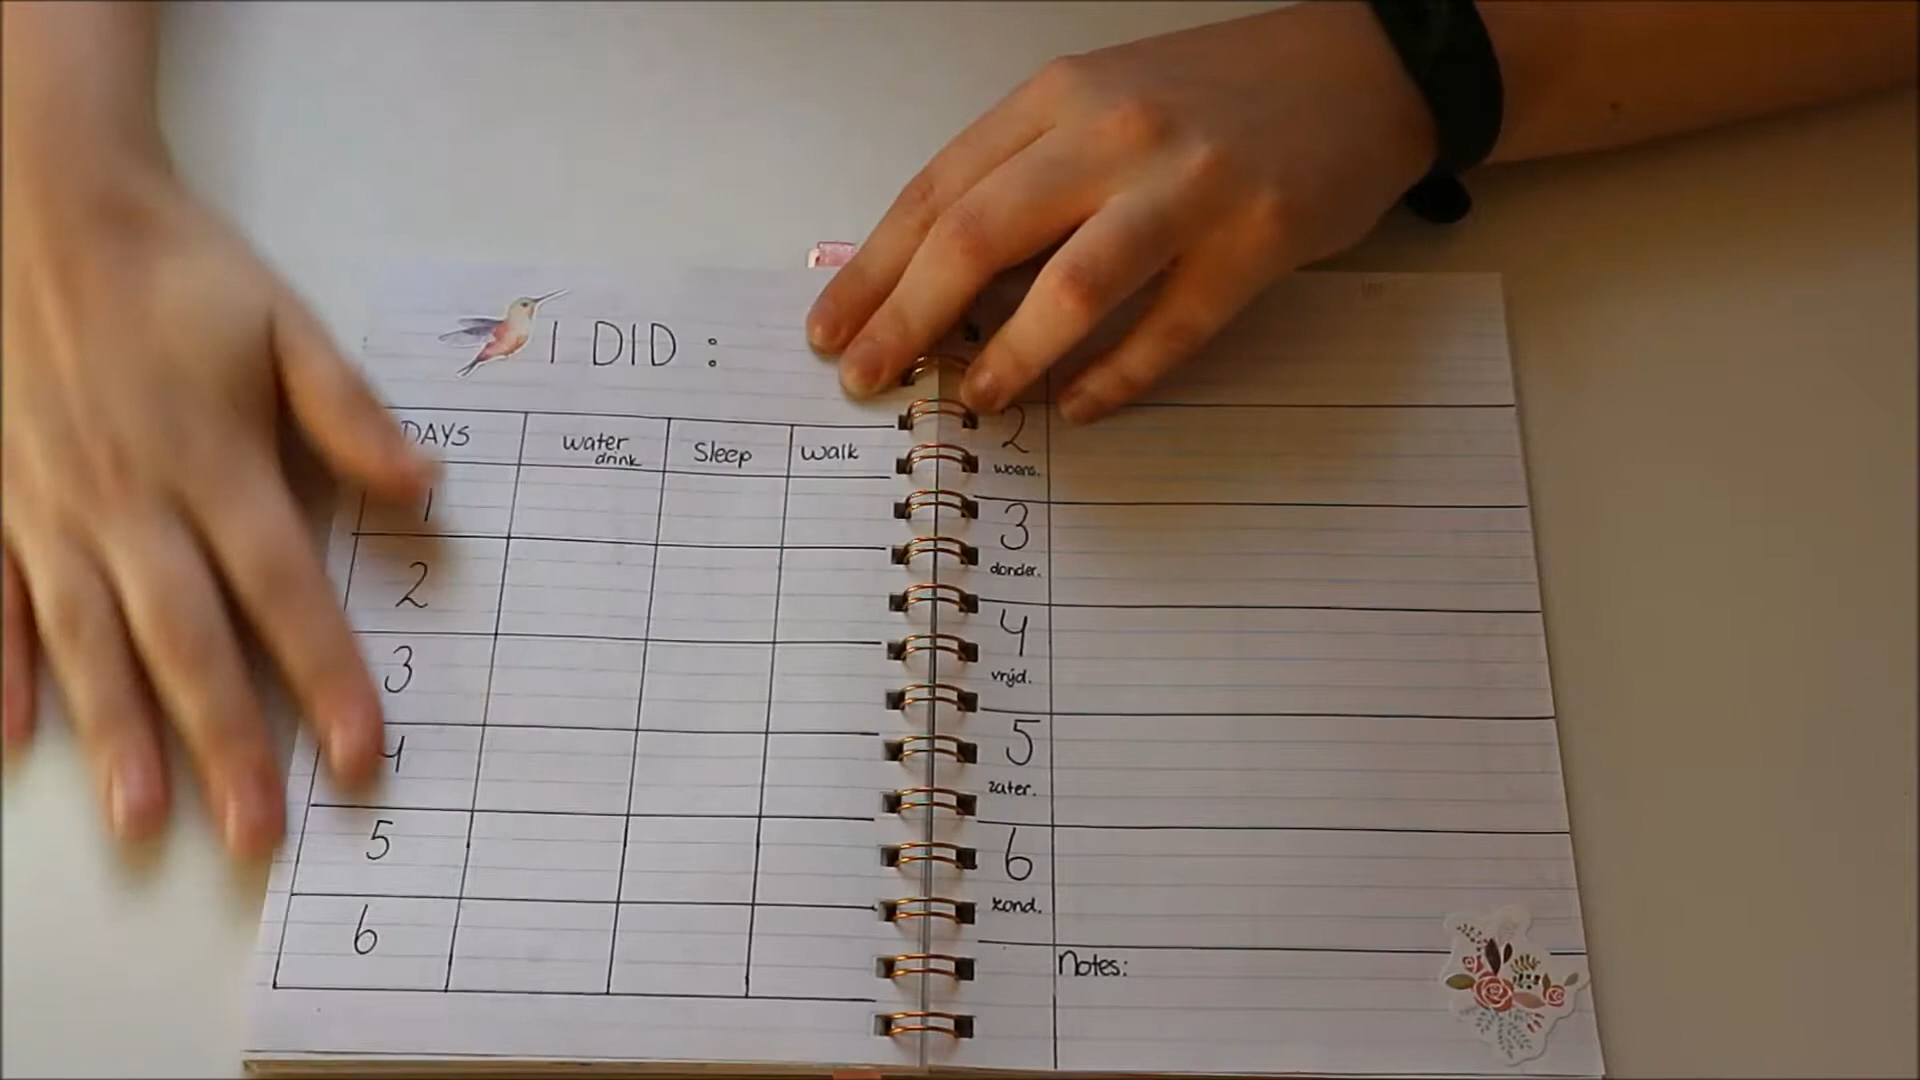 I DID :
DAYS water drink Sleep Walk
1
2
3
4
5
6
2
woens.
3
donder.
4
vrijd.
5
zater.
6
zond.
Notes: